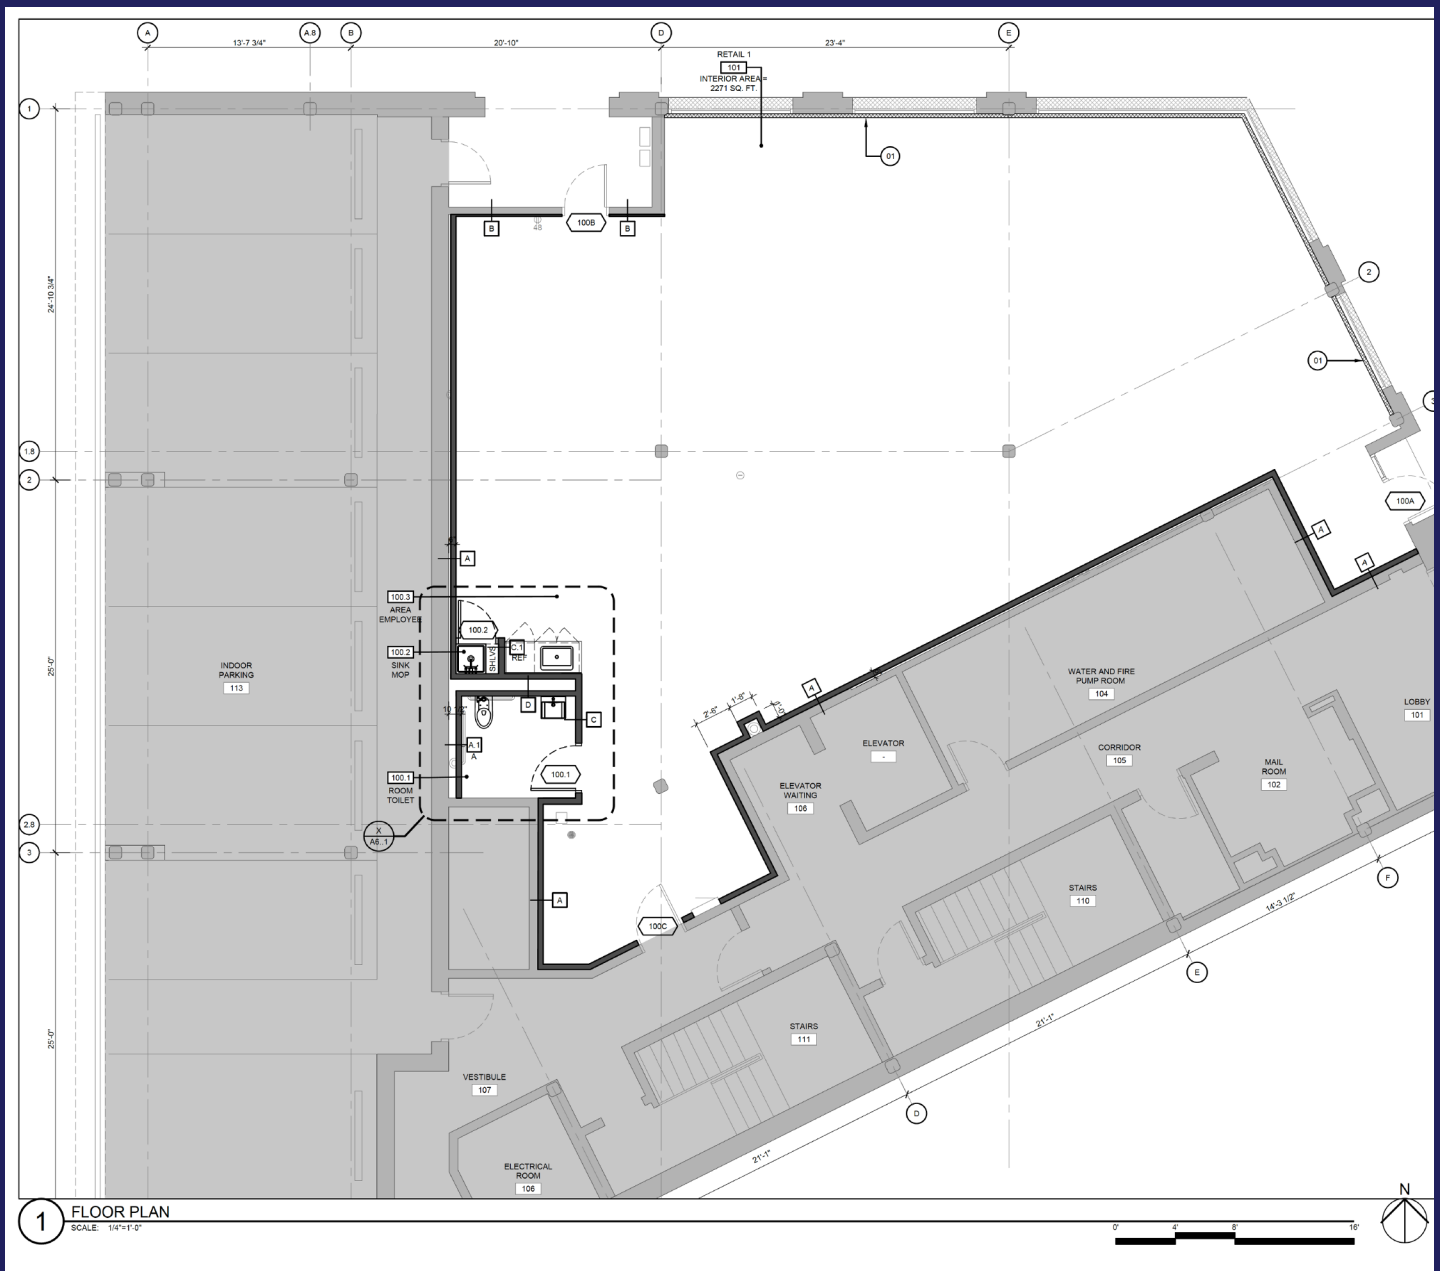 A
A.8
B
D
E
13'-7 3/4"
20'-10"
23'-4"
RETAIL 1
101
INTERIOR AREA =
2271 SQ. FT.
1
01
B
100B
B
48
2
24'-10 3/4"
01
3
1.8
2
100A
A
A
A
100.3
AREA
EMPLOYEE
100.2
C.1
REF
SHLVS
100.2
SINK
MOP
INDOOR
PARKING
113
25'-0"
WATER AND FIRE
PUMP ROOM
104
A
1'-8"
2'-6"
1'-0"
LOBBY
101
10 1/2"
D
C
A.1
A
ELEVATOR
-
CORRIDOR
105
MAIL
ROOM
102
100.1
100.1
ROOM
TOILET
ELEVATOR
WAITING
106
2.8
X
A6..1
3
F
STAIRS
110
14'-3 1/2"
A
100C
E
25'-0"
21'-1"
STAIRS
111
VESTIBULE
107
D
21'-1"
ELECTRICAL
ROOM
106
N
1
FLOOR PLAN
SCALE: 1/4"=1'-0"
0'
4'
8'
16'